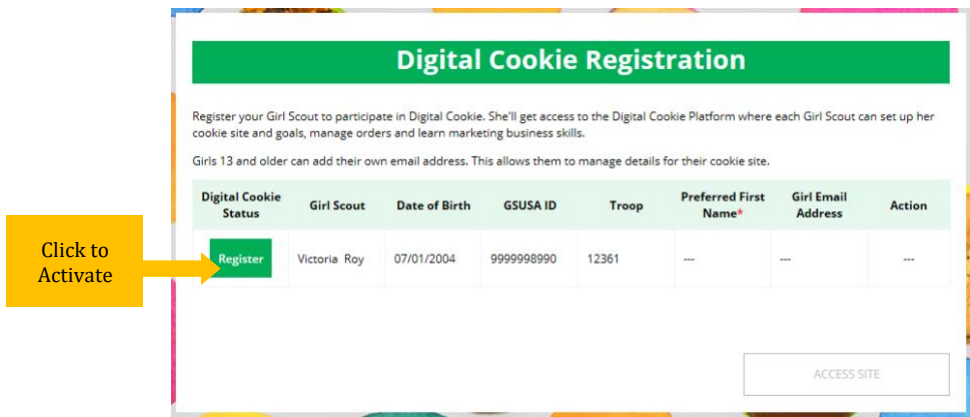 Digital Cookie Registration
Register your Girl Scout to participate in Digital Cookie. She'll get access to the Digital Cookie Platform where each Girl Scout can set up her
cookie site and goals, manage orders and learn marketing business skills.
Girls 13 and older can add their own email address. This allows them to manage details for their cookie site.
Digital Cookie
Status
Girl Scout
Date of Birth
GSUSA ID
Troop
Preferred First
Name*
Girl Email
Address
Action
Click to
Activate
Register
Victoria Roy
07/01/2004
9999998990
12361
---
---
---
ACCESS SITE